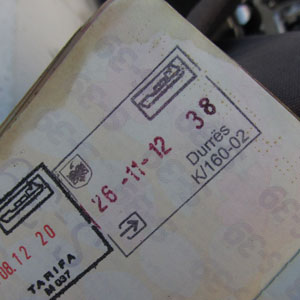 26-11-12 38
Durrës
K/160-02
08.12 20
TARIFA
M 037